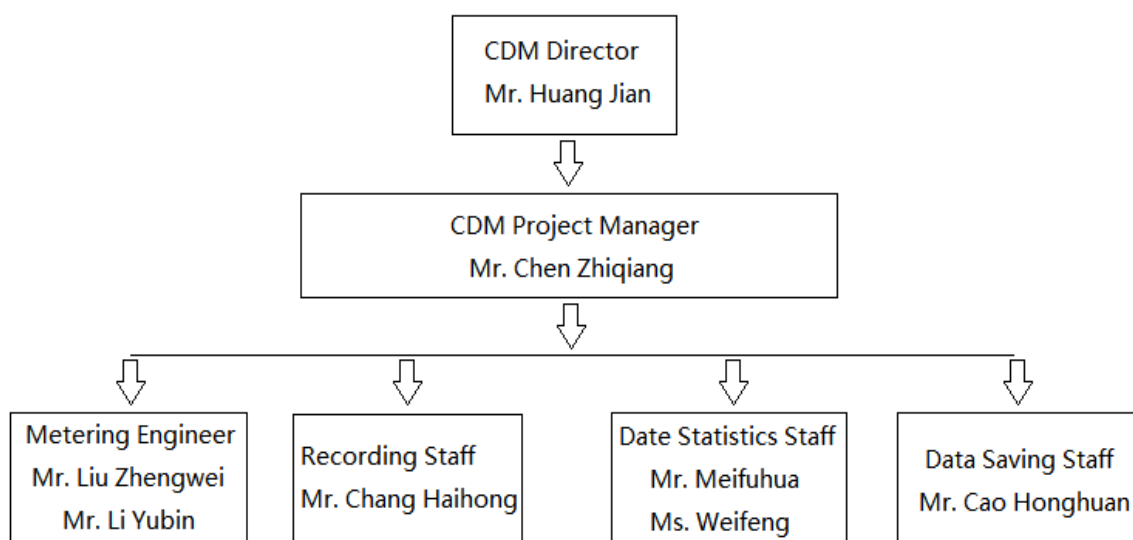 CDM Director
Mr. Huang Jian
CDM Project Manager
Mr. Chen Zhiqiang
Metering Engineer
Mr. Liu Zhengwei
Mr. Li Yubin
Recording Staff
Mr. Chang Haihong
Date Statistics Staff
Mr. Meifuhua
Ms. Weifeng
Data Saving Staff
Mr. Cao Honghuan